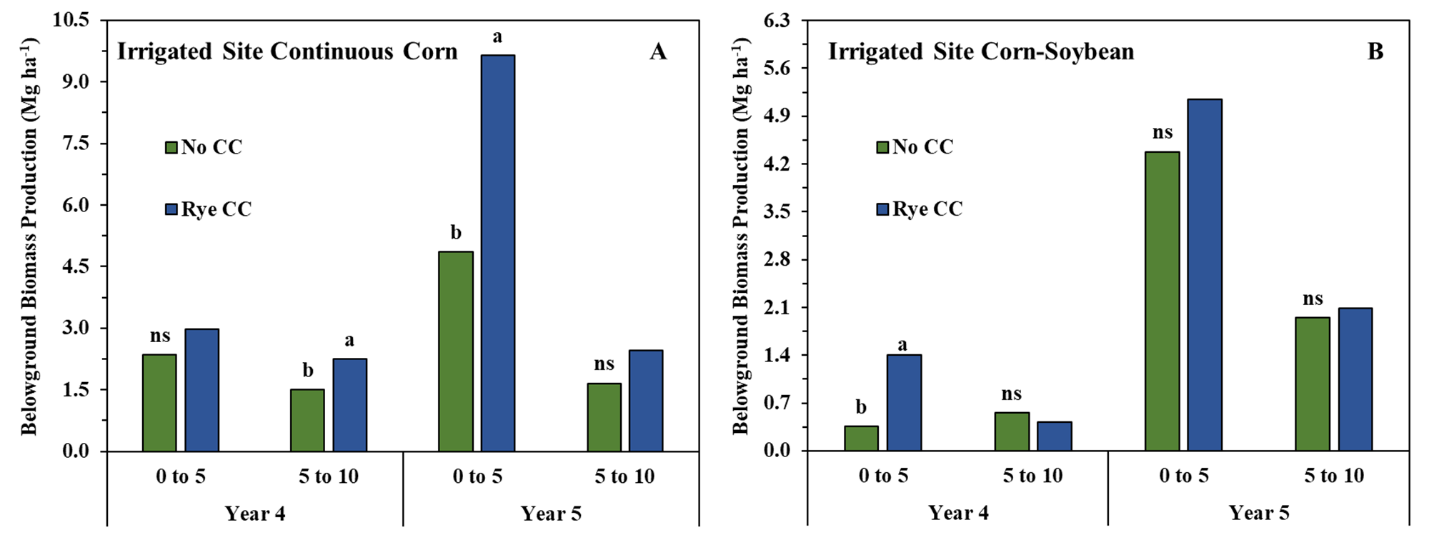 Irrigated Site Continuous Corn
A
Belowground Biomass Production (Mg ha⁻¹)
10.5
9.0
7.5
6.0
4.5
3.0
1.5
0.0
No CC
Rye CC
ns
b
a
b
a
ns
0 to 5
5 to 10
0 to 5
5 to 10
Year 4
Year 5
Irrigated Site Corn-Soybean
B
Belowground Biomass Production (Mg ha⁻¹)
6.3
5.6
4.9
4.2
3.5
2.8
2.1
1.4
0.7
0.0
No CC
Rye CC
b
a
ns
ns
ns
0 to 5
5 to 10
0 to 5
5 to 10
Year 4
Year 5